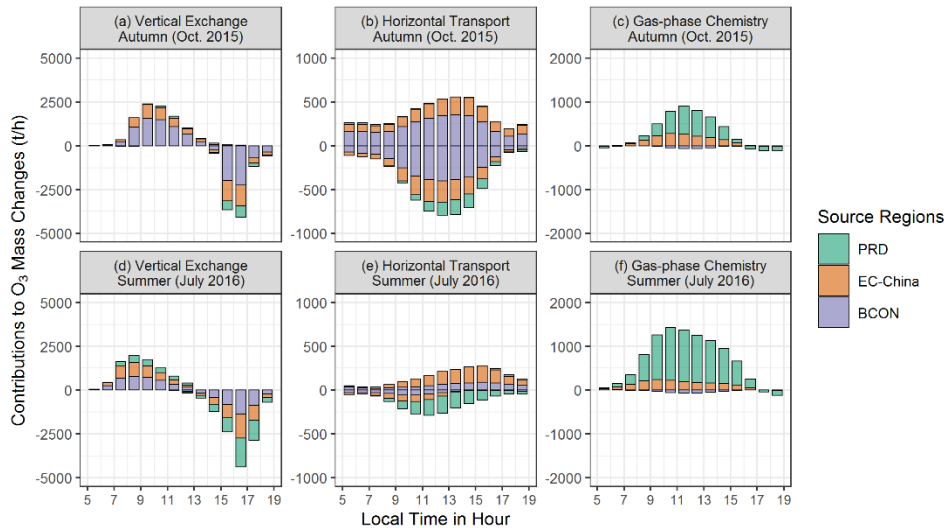 (a) Vertical Exchange
Autumn (Oct. 2015)
(b) Horizontal Transport
Autumn (Oct. 2015)
(c) Gas-phase Chemistry
Autumn (Oct. 2015)
5000
2500
0
-2500
-5000
1000
500
0
-500
-1000
2000
1000
0
-1000
-2000
(d) Vertical Exchange
Summer (July 2016)
(e) Horizontal Transport
Summer (July 2016)
(f) Gas-phase Chemistry
Summer (July 2016)
5000
2500
0
-2500
-5000
1000
500
0
-500
-1000
2000
1000
0
-1000
-2000
5 7 9 11 13 15 17 19
5 7 9 11 13 15 17 19
5 7 9 11 13 15 17 19
Local Time in Hour
Contributions to O₃ Mass Changes (t/h)
Source Regions
PRD
EC-China
BCON